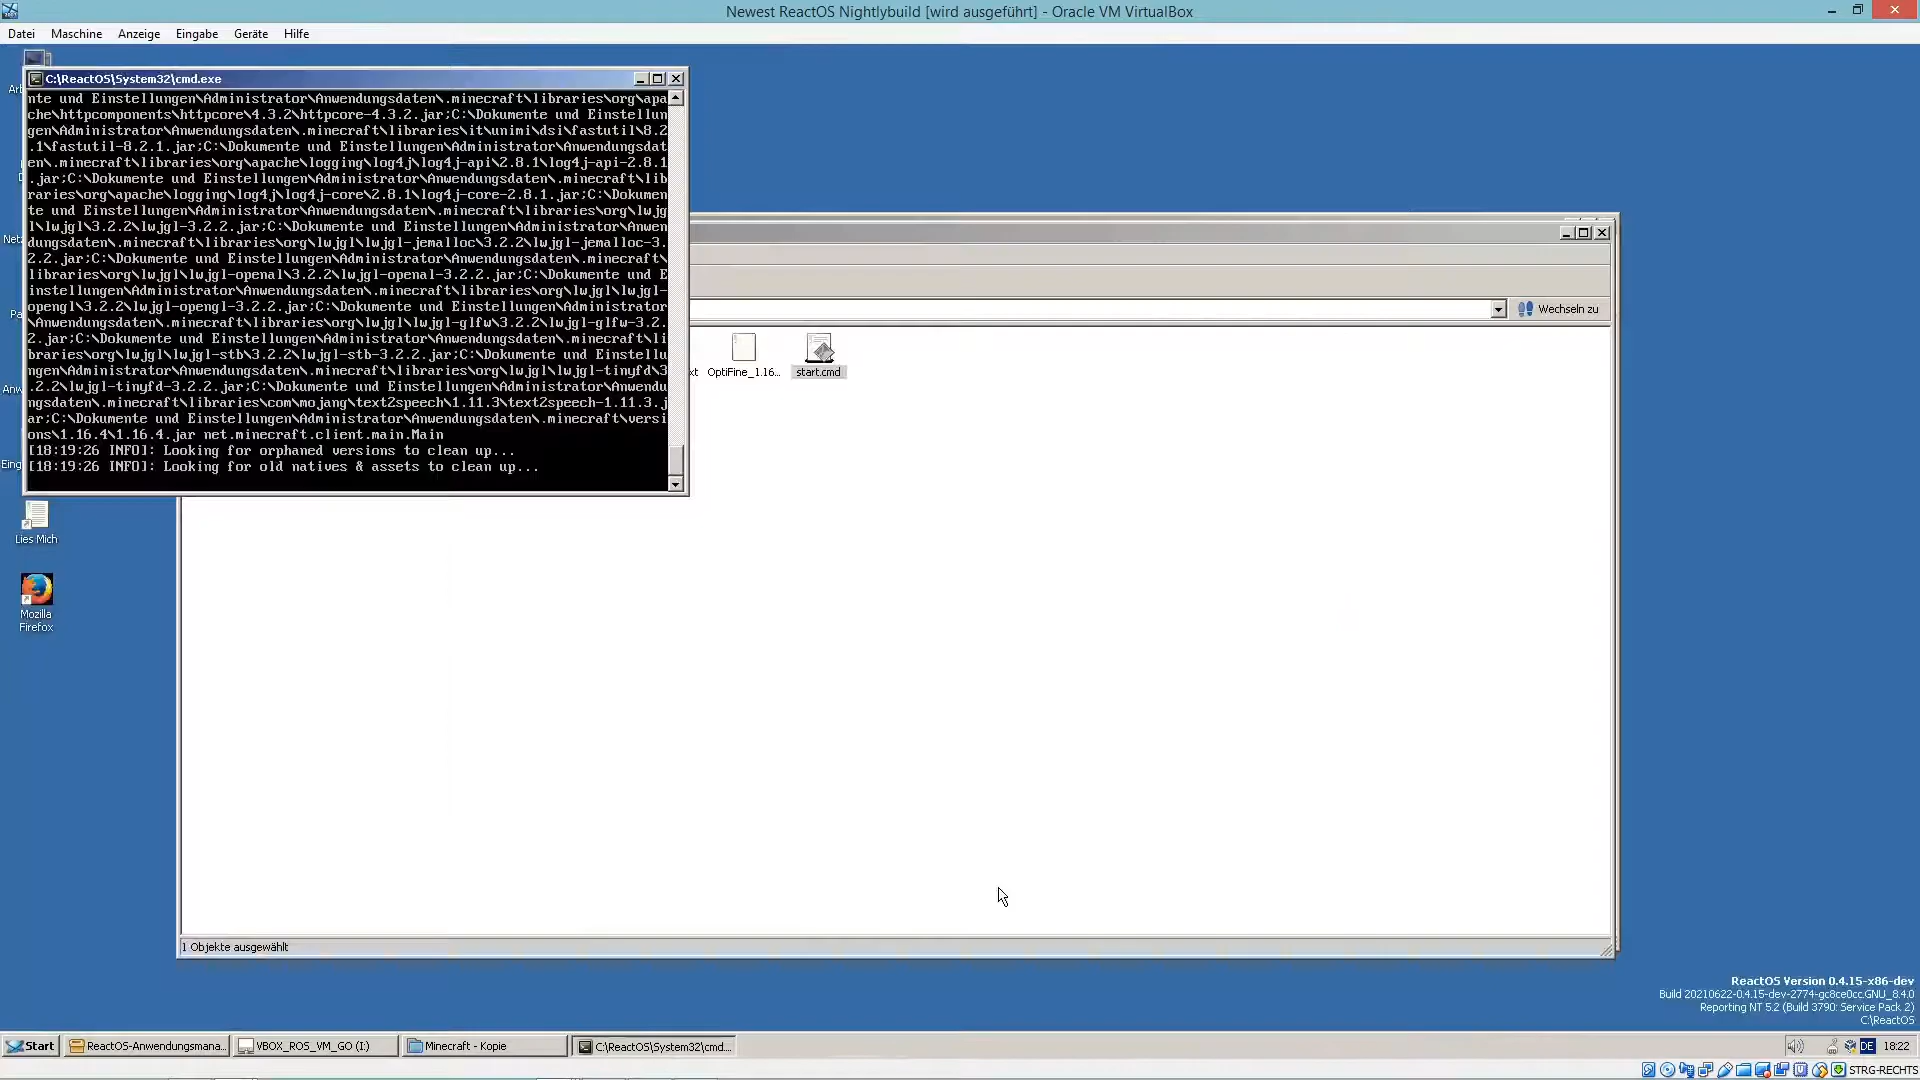 Newest ReactOS Nightlybuild [wird ausgeführt] - Oracle VM VirtualBox
Datei Maschine Anzeige Eingabe Geräte Hilfe
C:\ReactOS\System32\cmd.exe
nte und Einstellungen\Administrator\Anwendungsdaten\.minecraft\libraries\org\apa
che\httpcomponents\httpcore\4.3.2\httpcore-4.3.2.jar;C:\Dokumente und Einstellun
gen\Administrator\Anwendungsdaten\.minecraft\libraries\it\unimi\dsi\fastutil\8.2
.1\fastutil-8.2.1.jar;C:\Dokumente und Einstellungen\Administrator\Anwendungsdat
en\.minecraft\libraries\org\apache\logging\log4j\log4j-api\2.8.1\log4j-api-2.8.1
.jar;C:\Dokumente und Einstellungen\Administrator\Anwendungsdaten\.minecraft\lib
raries\org\apache\logging\log4j\log4j-core\2.8.1\log4j-core-2.8.1.jar;C:\Dokumen
te und Einstellungen\Administrator\Anwendungsdaten\.minecraft\libraries\org\lwjg
l\lwjgl\3.2.2\lwjgl-3.2.2.jar;C:\Dokumente und Einstellungen\Administrator\Anwen
dungsdaten\.minecraft\libraries\org\lwjgl\lwjgl-jemalloc\3.2.2\lwjgl-jemalloc-3.
2.2.jar;C:\Dokumente und Einstellungen\Administrator\Anwendungsdaten\.minecraft\
libraries\org\lwjgl\lwjgl-openal\3.2.2\lwjgl-openal-3.2.2.jar;C:\Dokumente und E
instellungen\Administrator\Anwendungsdaten\.minecraft\libraries\org\lwjgl\lwjgl-
opengl\3.2.2\lwjgl-opengl-3.2.2.jar;C:\Dokumente und Einstellungen\Administrator
\Anwendungsdaten\.minecraft\libraries\org\lwjgl\lwjgl-glfw\3.2.2\lwjgl-glfw-3.2.
2.jar;C:\Dokumente und Einstellungen\Administrator\Anwendungsdaten\.minecraft\li
braries\org\lwjgl\lwjgl-stb\3.2.2\lwjgl-stb-3.2.2.jar;C:\Dokumente und Einstellu
ngen\Administrator\Anwendungsdaten\.minecraft\libraries\org\lwjgl\lwjgl-tinyfd\3
.2.2\lwjgl-tinyfd-3.2.2.jar;C:\Dokumente und Einstellungen\Administrator\Anwendu
ngsdaten\.minecraft\libraries\com\mojang\text2speech\1.11.3\text2speech-1.11.3.j
ar;C:\Dokumente und Einstellungen\Administrator\Anwendungsdaten\.minecraft\versi
ons\1.16.4\1.16.4.jar net.minecraft.client.main.Main
[18:19:26 INFO]: Looking for orphaned versions to clean up...
[18:19:26 INFO]: Looking for old natives & assets to clean up...
Wechseln zu
xt OptiFine_1.16... start.cmd
Lies Mich
Mozilla
Firefox
1 Objekte ausgewählt
ReactOS Version 0.4.15-x86-dev
Build 20210622-0.4.15-dev-2774-gc8ce0cc.GNU_8.4.0
Reporting NT 5.2 (Build 3790: Service Pack 2)
C:\ReactOS
Start ReactOS-Anwendungsmana... VBOX_ROS_VM_GO (I:) Minecraft - Kopie C:\ReactOS\System32\cmd.... DE 18:22
STRG-RECHTS